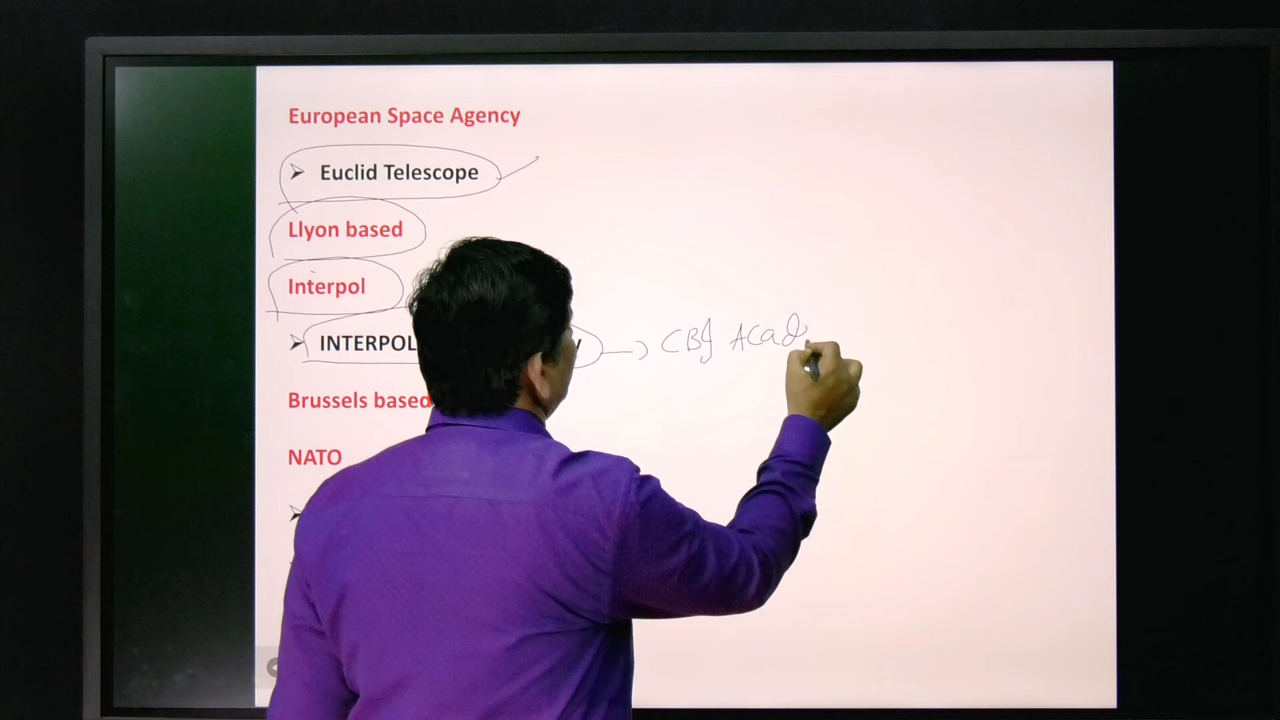 European Space Agency
➢ Euclid Telescope
Llyon based
Interpol
➢ INTERPOL → CBI Acad
Brussels based
NATO
➢